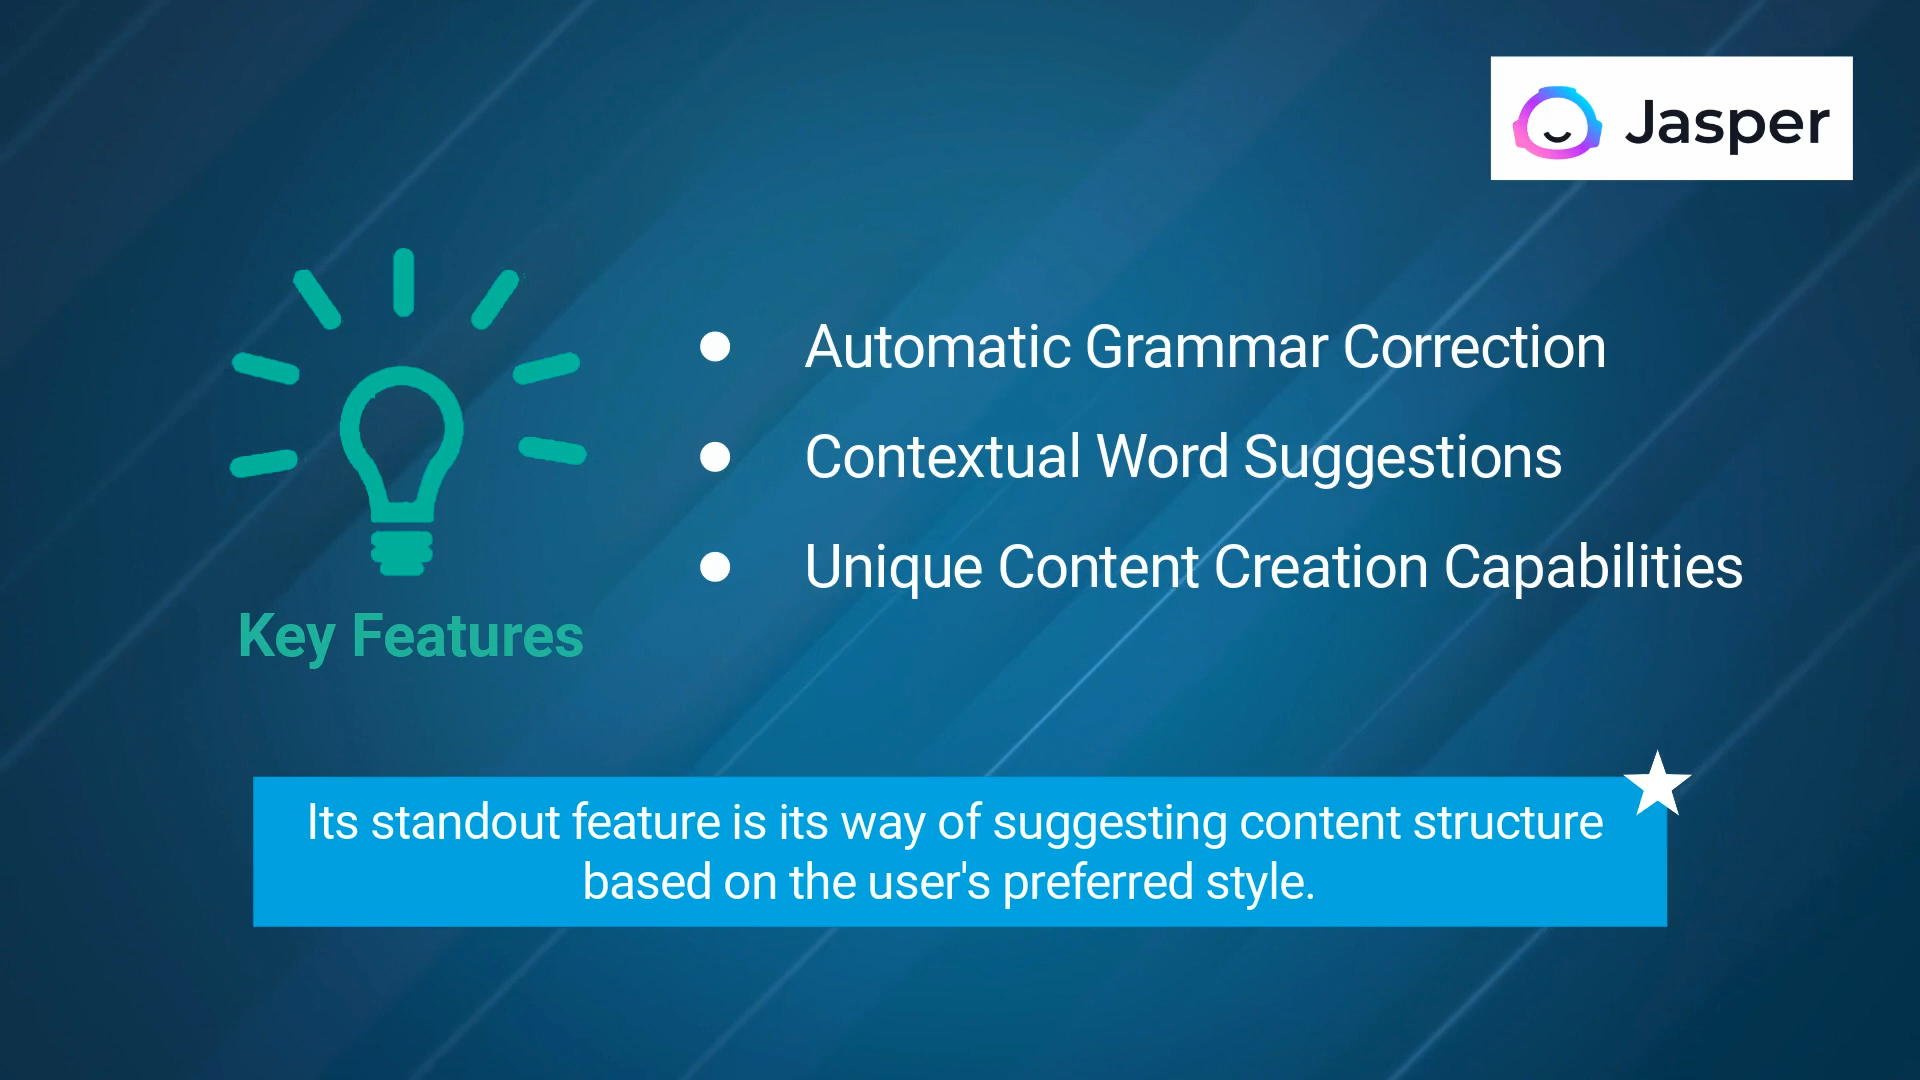 Jasper
Automatic Grammar Correction
Contextual Word Suggestions
Unique Content Creation Capabilities
Key Features
Its standout feature is its way of suggesting content structure
based on the user's preferred style.